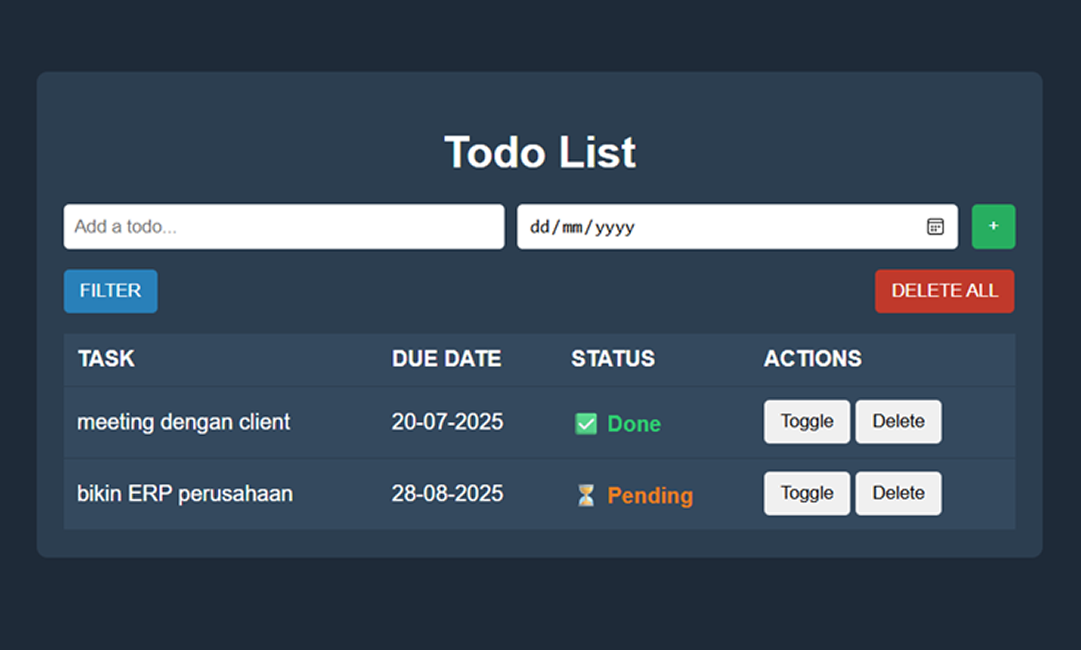 Todo List
Add a todo... dd/mm/yyyy +
FILTER DELETE ALL
TASK DUE DATE STATUS ACTIONS
meeting dengan client 20-07-2025 ✅ Done Toggle Delete
bikin ERP perusahaan 28-08-2025 ⏳ Pending Toggle Delete